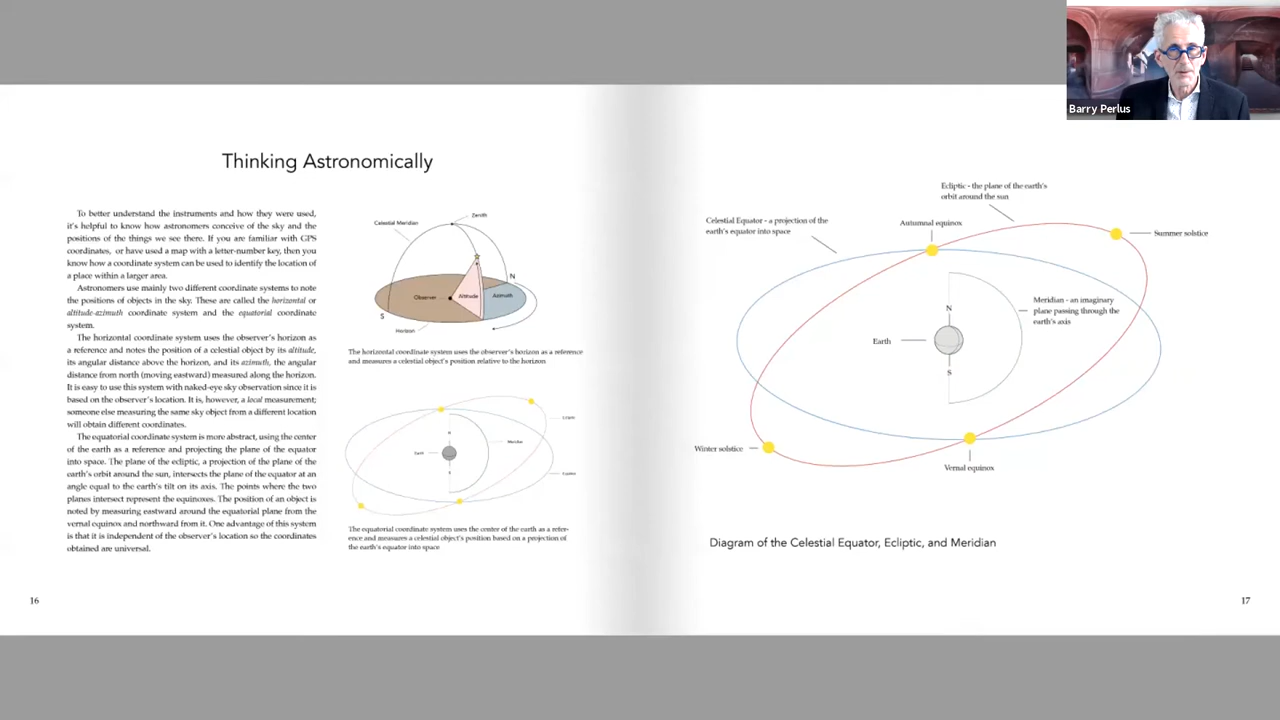 Barry Perlus
Thinking Astronomically
To better understand the instruments and how they were used,
it's helpful to know how astronomers conceive of the sky and the
positions of the things we see there. If you are familiar with GPS
coordinates, or have used a map with a letter-number key, then you
know how a coordinate system can be used to identify the location of
a place within a larger area.
Astronomers use mainly two different coordinate systems to note
the positions of objects in the sky. These are called the horizontal or
altitude-azimuth coordinate system and the equatorial coordinate
system.
The horizontal coordinate system uses the observer's horizon as
a reference and notes the position of a celestial object by its altitude,
its angular distance above the horizon, and its azimuth, the angular
distance from north (moving eastward) measured along the horizon.
It is easy to use this system with naked-eye sky observation since it is
based on the observer's location. It is, however, a local measurement;
someone else measuring the same sky object from a different location
will obtain different coordinates.
The equatorial coordinate system is more abstract, using the center
of the earth as a reference and projecting the plane of the equator
into space. The plane of the ecliptic, a projection of the plane of the
earth's orbit around the sun, intersects the plane of the equator at an
angle equal to the earth's tilt on its axis. The points where the two
planes intersect represent the equinoxes. The position of an object is
noted by measuring eastward around the equatorial plane from the
vernal equinox and northward from it. One advantage of this system
is that it is independent of the observer's location so the coordinates
obtained are universal.
Zenith
Celestial Meridian
N
Observer
Altitude
Azimuth
S
Horizon
The horizontal coordinate system uses the observer's horizon as a reference
and measures a celestial object's position relative to the horizon
Ecliptic
N
Meridian
Earth
S
Equator
The equatorial coordinate system uses the center of the earth as a refer-
ence and measures a celestial object's position based on a projection of
the earth's equator into space
16
Ecliptic - the plane of the earth's
orbit around the sun
Celestial Equator - a projection of the
earth's equator into space
Autumnal equinox
Summer solstice
Meridian - an imaginary
plane passing through the
earth's axis
N
Earth
S
Winter solstice
Vernal equinox
Diagram of the Celestial Equator, Ecliptic, and Meridian
17